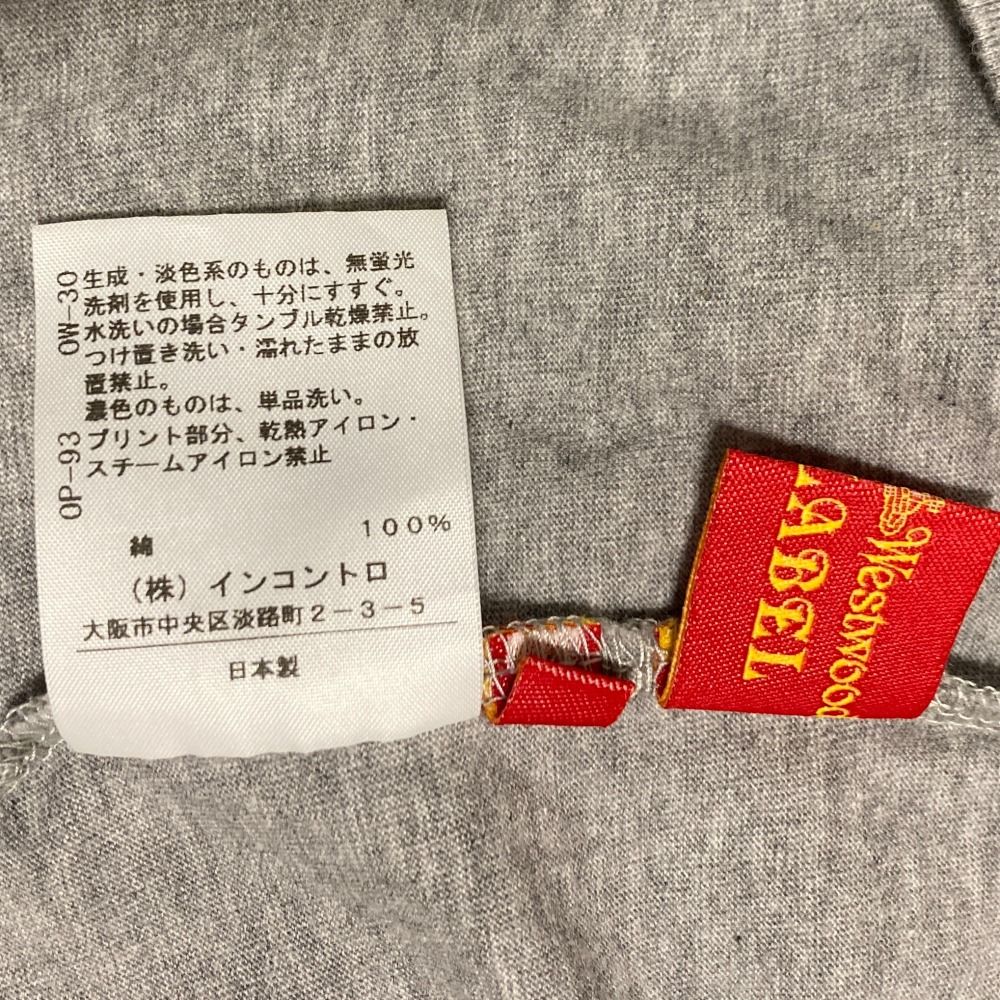 生成・淡色系のものは、無蛍光
洗剤を使用し、十分にすすぐ。
水洗いの場合タンブル乾燥禁止。
つけ置き洗い・濡れたままの放
置禁止。
濃色のものは、単品洗い。
プリント部分、乾熱アイロン・
スチームアイロン禁止
0W-30
0P-93
綿 100%
(株) インコントロ
大阪市中央区淡路町2-3-5
日本製
Westwood
LABEL